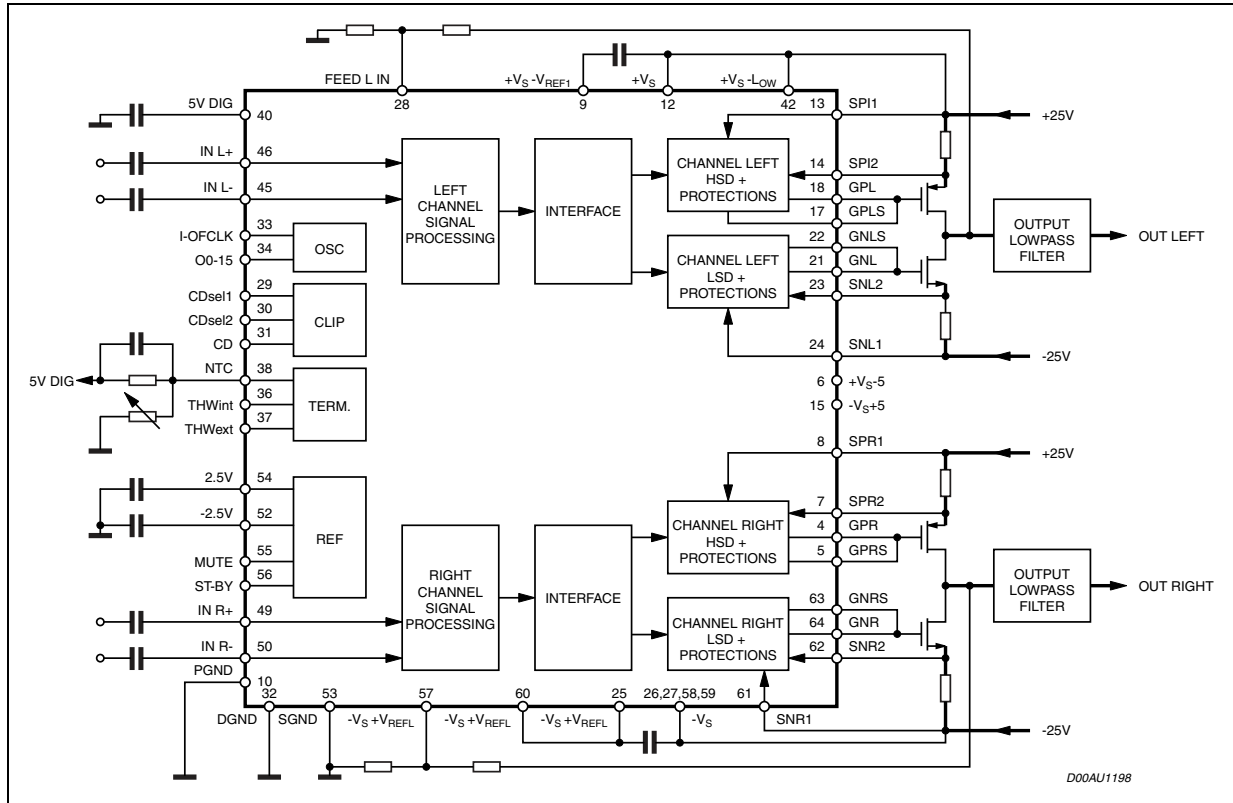 FEED L IN
28
+VS -VREF1
9
+VS
12
+VS -LOW
42
5V DIG
40
IN L+
46
IN L-
45
I-OFCLK
33
O0-15
34
CDsel1
29
CDsel2
30
CD
31
NTC
38
5V DIG
THWint
36
THWext
37
2.5V
54
-2.5V
52
MUTE
55
ST-BY
56
IN R+
49
IN R-
50
PGND
10
LEFT
CHANNEL
SIGNAL
PROCESSING
INTERFACE
OSC
CLIP
TERM.
REF
CHANNEL LEFT
HSD +
PROTECTIONS
CHANNEL LEFT
LSD +
PROTECTIONS
13
SPI1
+25V
14
SPI2
18
GPL
17
GPLS
22
GNLS
21
GNL
23
SNL2
24
SNL1
-25V
OUTPUT
LOWPASS
FILTER
OUT LEFT
6
+VS-5
15
-VS+5
RIGHT
CHANNEL
SIGNAL
PROCESSING
INTERFACE
CHANNEL RIGHT
HSD +
PROTECTIONS
CHANNEL RIGHT
LSD +
PROTECTIONS
8
SPR1
+25V
7
SPR2
4
GPR
5
GPRS
63
GNRS
64
GNR
62
SNR2
OUTPUT
LOWPASS
FILTER
OUT RIGHT
32
DGND
53
SGND
57
-VS +VREFL
60
-VS +VREFL
25
-VS +VREFL
26,27,58,59
-VS
61
SNR1
-25V
D00AU1198